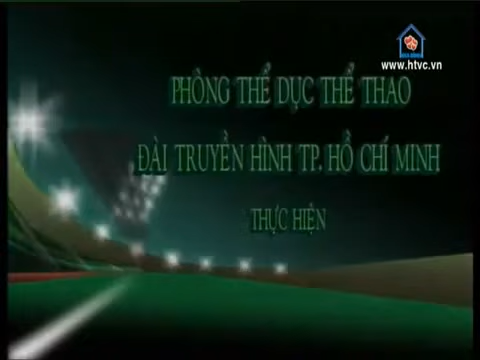 www.htvc.vn
PHÒNG THỂ DỤC THỂ THAO
ĐÀI TRUYỀN HÌNH TP. HỒ CHÍ MINH
THỰC HIỆN